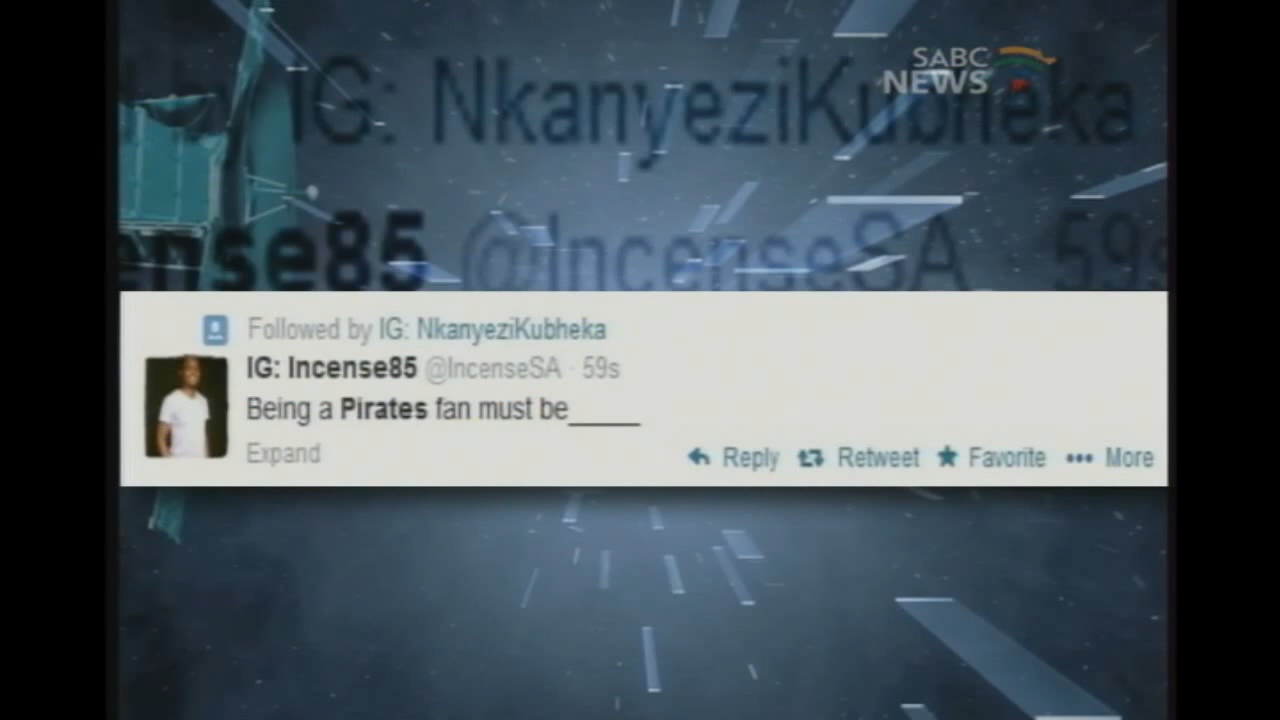 SABC
NEWS
IG: NkanyeziKubheka
ense85 @IncenseSA · 59s
Followed by IG: NkanyeziKubheka
IG: Incense85 @IncenseSA · 59s
Being a Pirates fan must be_____
Expand
Reply Retweet Favorite More